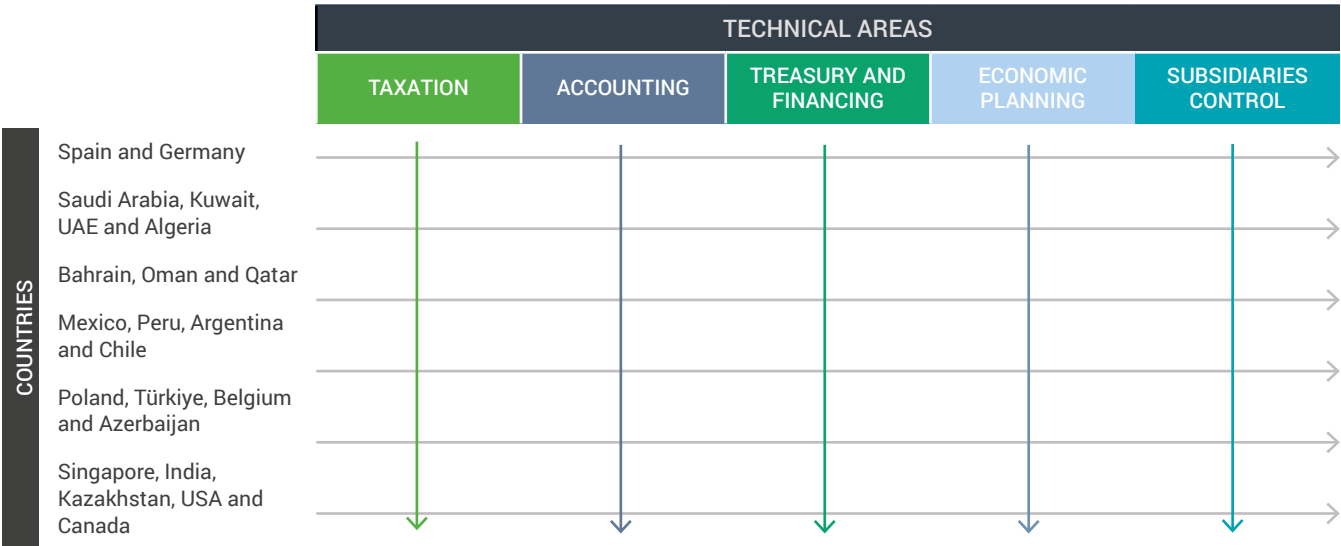 TECHNICAL AREAS
TAXATION
ACCOUNTING
TREASURY AND
FINANCING
ECONOMIC
PLANNING
SUBSIDIARIES
CONTROL
COUNTRIES
Spain and Germany
Saudi Arabia, Kuwait,
UAE and Algeria
Bahrain, Oman and Qatar
Mexico, Peru, Argentina
and Chile
Poland, Türkiye, Belgium
and Azerbaijan
Singapore, India,
Kazakhstan, USA and
Canada